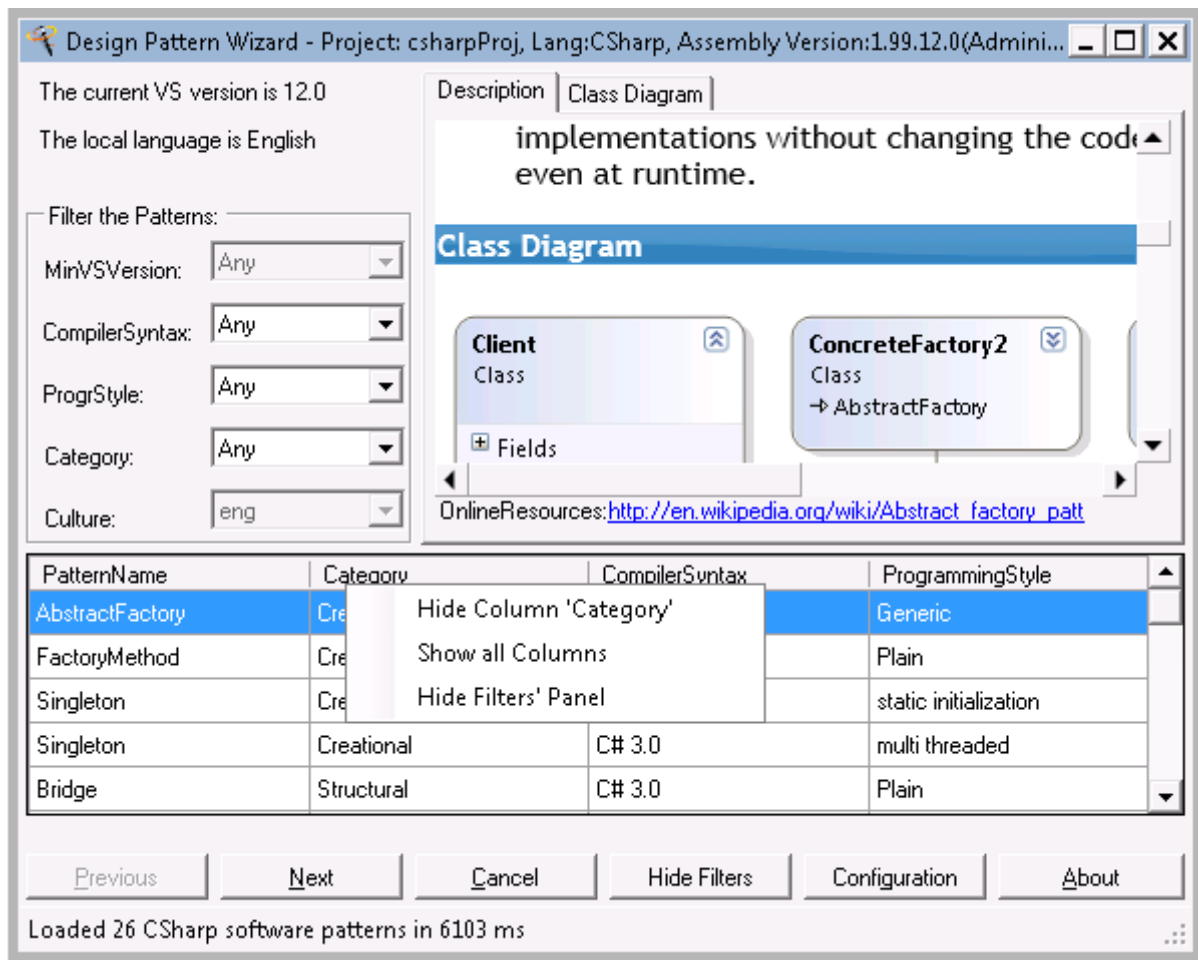 Design Pattern Wizard - Project: csharpProj, Lang:CSharp, Assembly Version:1.99.12.0(Admini...
The current VS version is 12.0
The local language is English
Filter the Patterns:
MinVSVersion: Any
CompilerSyntax: Any
ProgrStyle: Any
Category: Any
Culture: eng
Description Class Diagram
implementations without changing the code
even at runtime.
Class Diagram
Client
Class
Fields
ConcreteFactory2
Class
AbstractFactory
OnlineResources:http://en.wikipedia.org/wiki/Abstract_factory_patt
PatternName Category CompilerSyntax ProgrammingStyle
AbstractFactory Cre Generic
FactoryMethod Cre Plain
Singleton Cre static initialization
Singleton Creational C# 3.0 multi threaded
Bridge Structural C# 3.0 Plain
Hide Column 'Category'
Show all Columns
Hide Filters' Panel
Previous Next Cancel Hide Filters Configuration About
Loaded 26 CSharp software patterns in 6103 ms